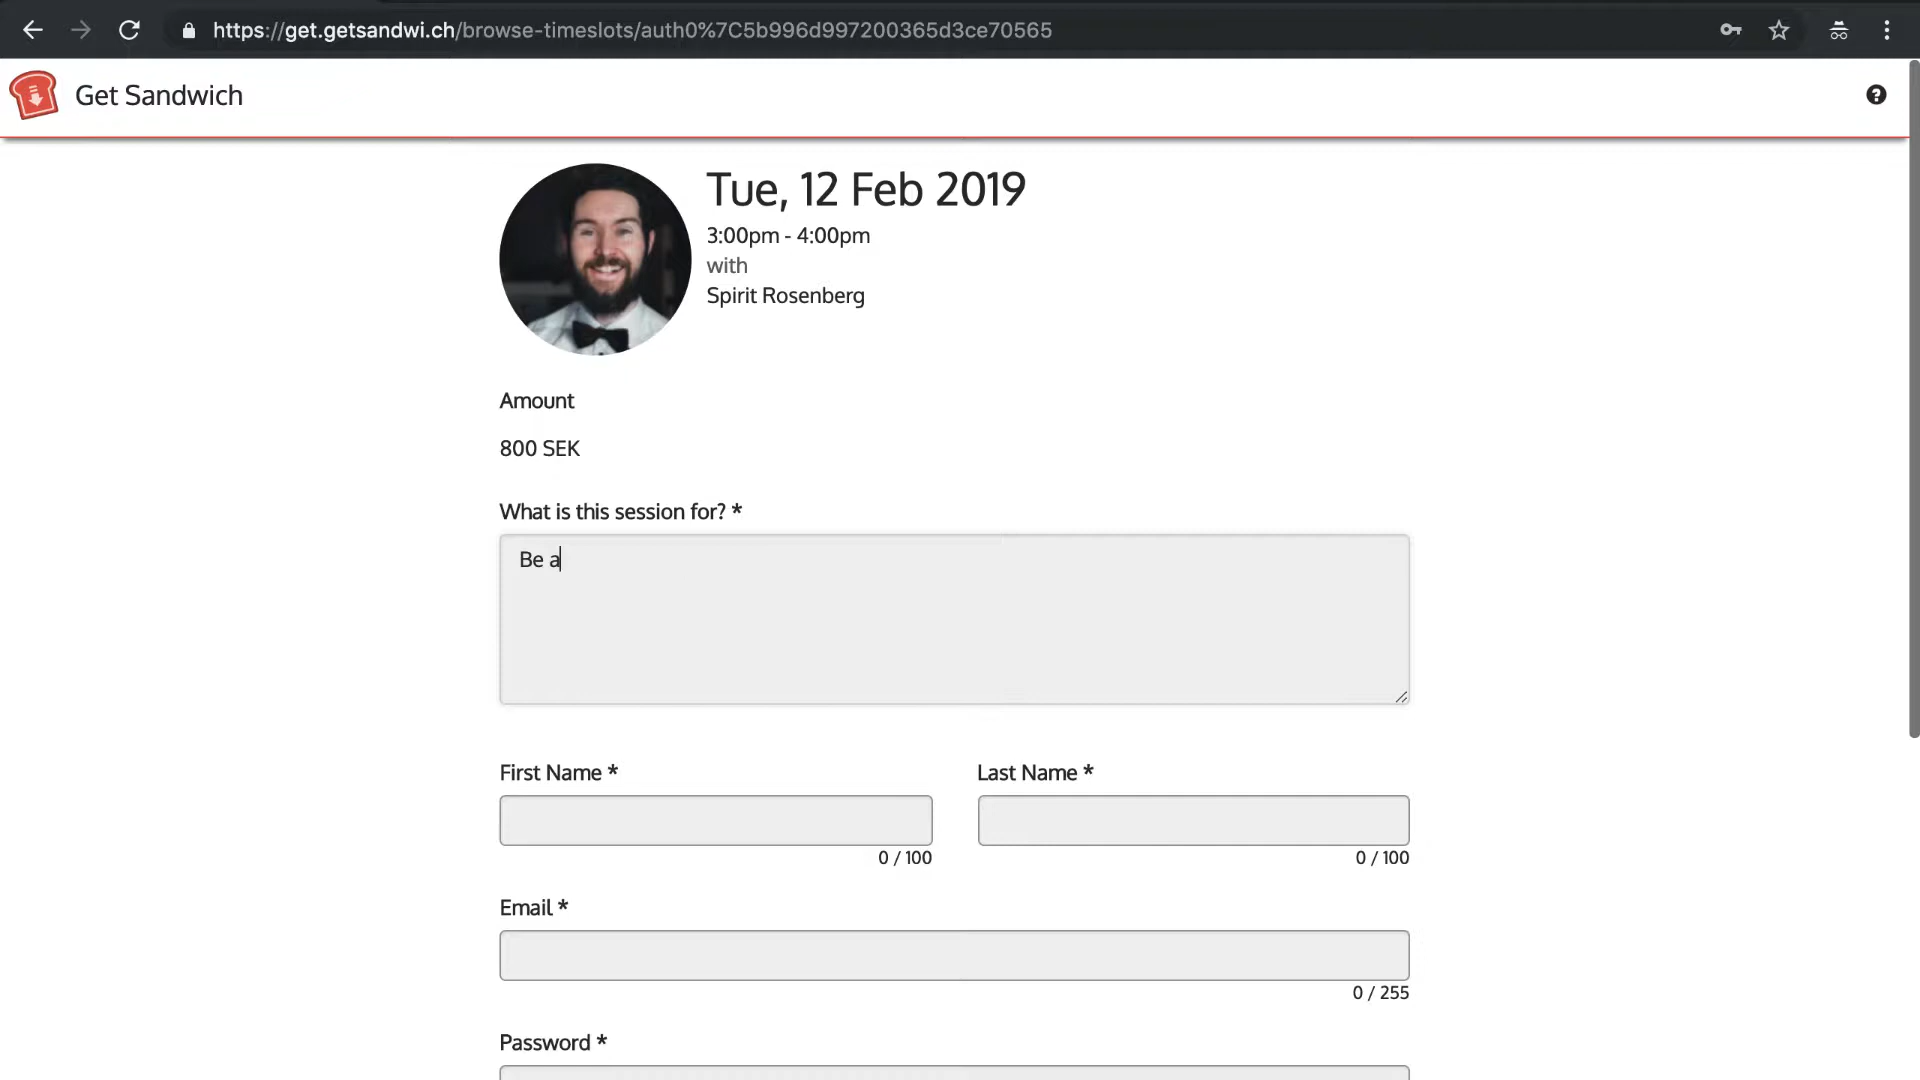 https://get.getsandwi.ch/browse-timeslots/auth0%7C5b996d997200365d3ce70565
Get Sandwich
Tue, 12 Feb 2019
3:00pm - 4:00pm
with
Spirit Rosenberg
Amount
800 SEK
What is this session for? *
Be a
First Name * Last Name *
0 / 100 0 / 100
Email *
0 / 255
Password *